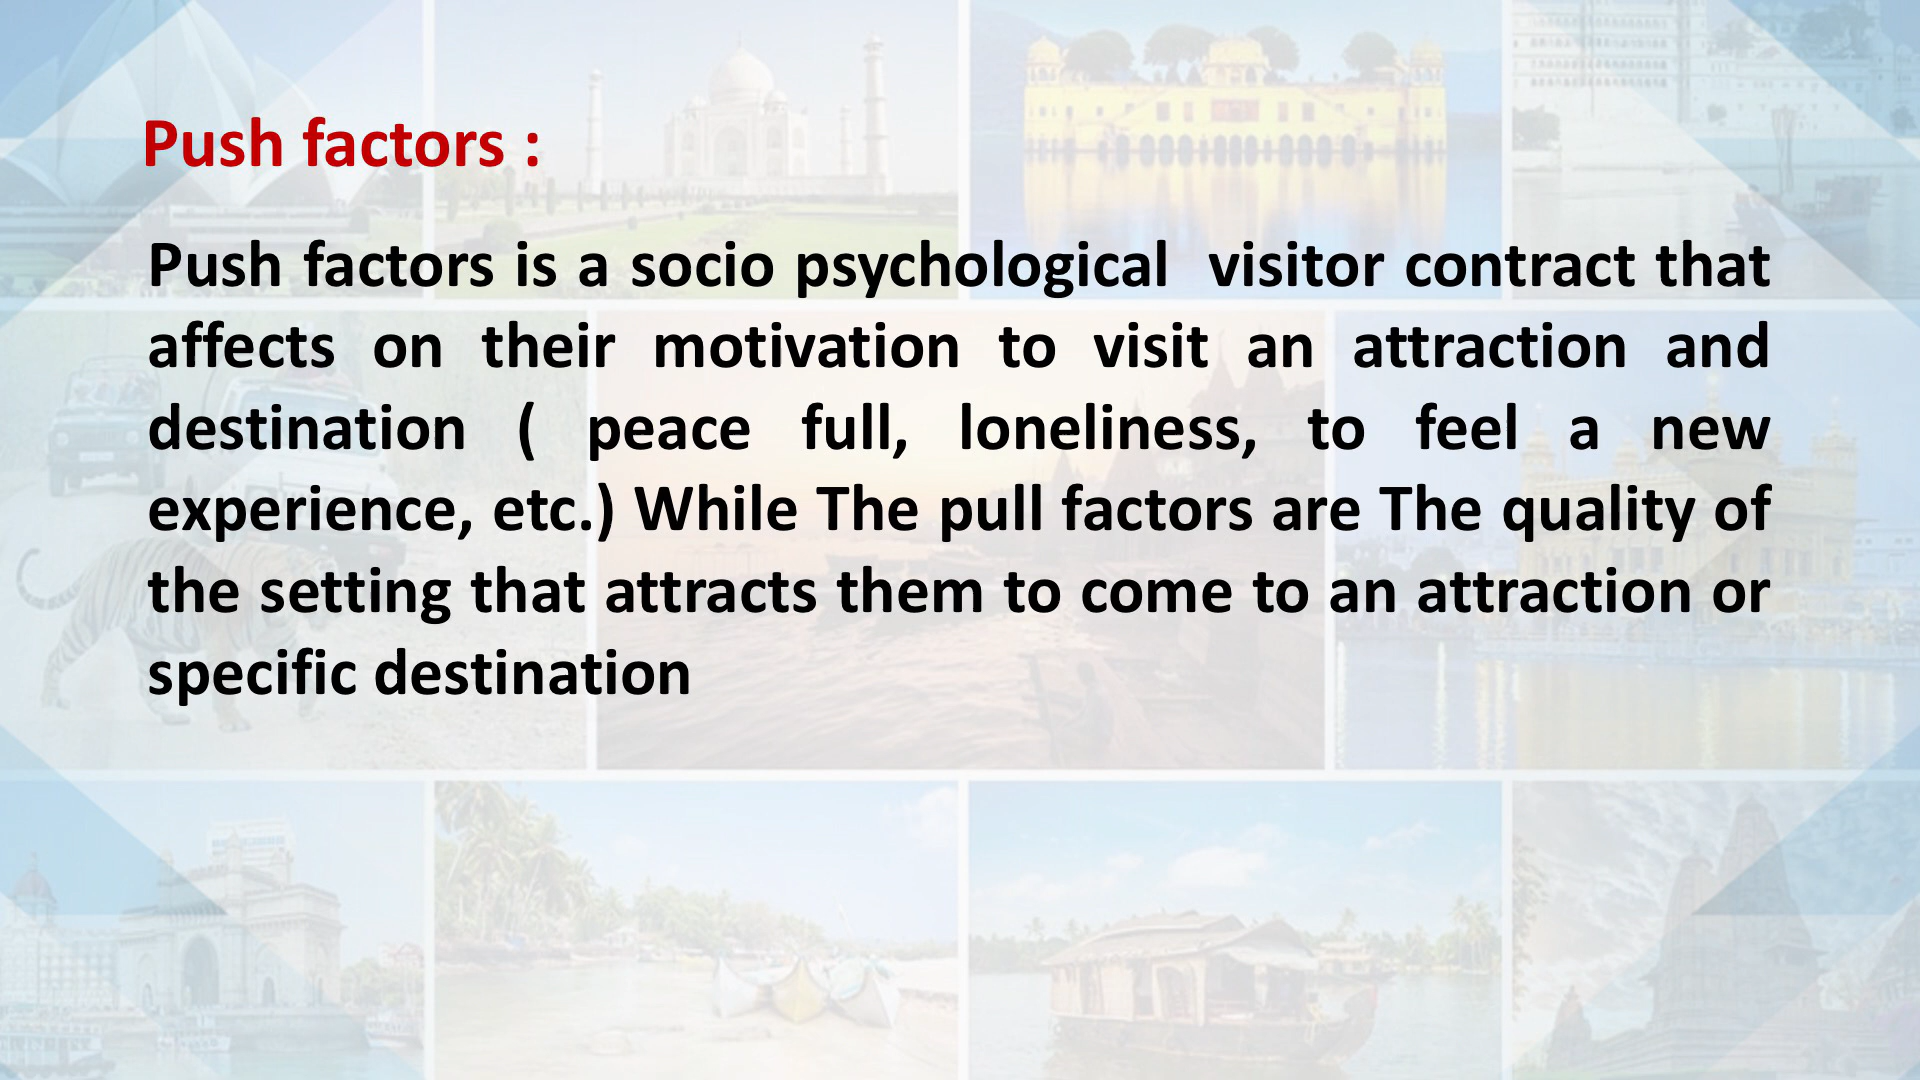 Push factors :
Push factors is a socio psychological visitor contract that
affects on their motivation to visit an attraction and
destination ( peace full, loneliness, to feel a new
experience, etc.) While The pull factors are The quality of
the setting that attracts them to come to an attraction or
specific destination